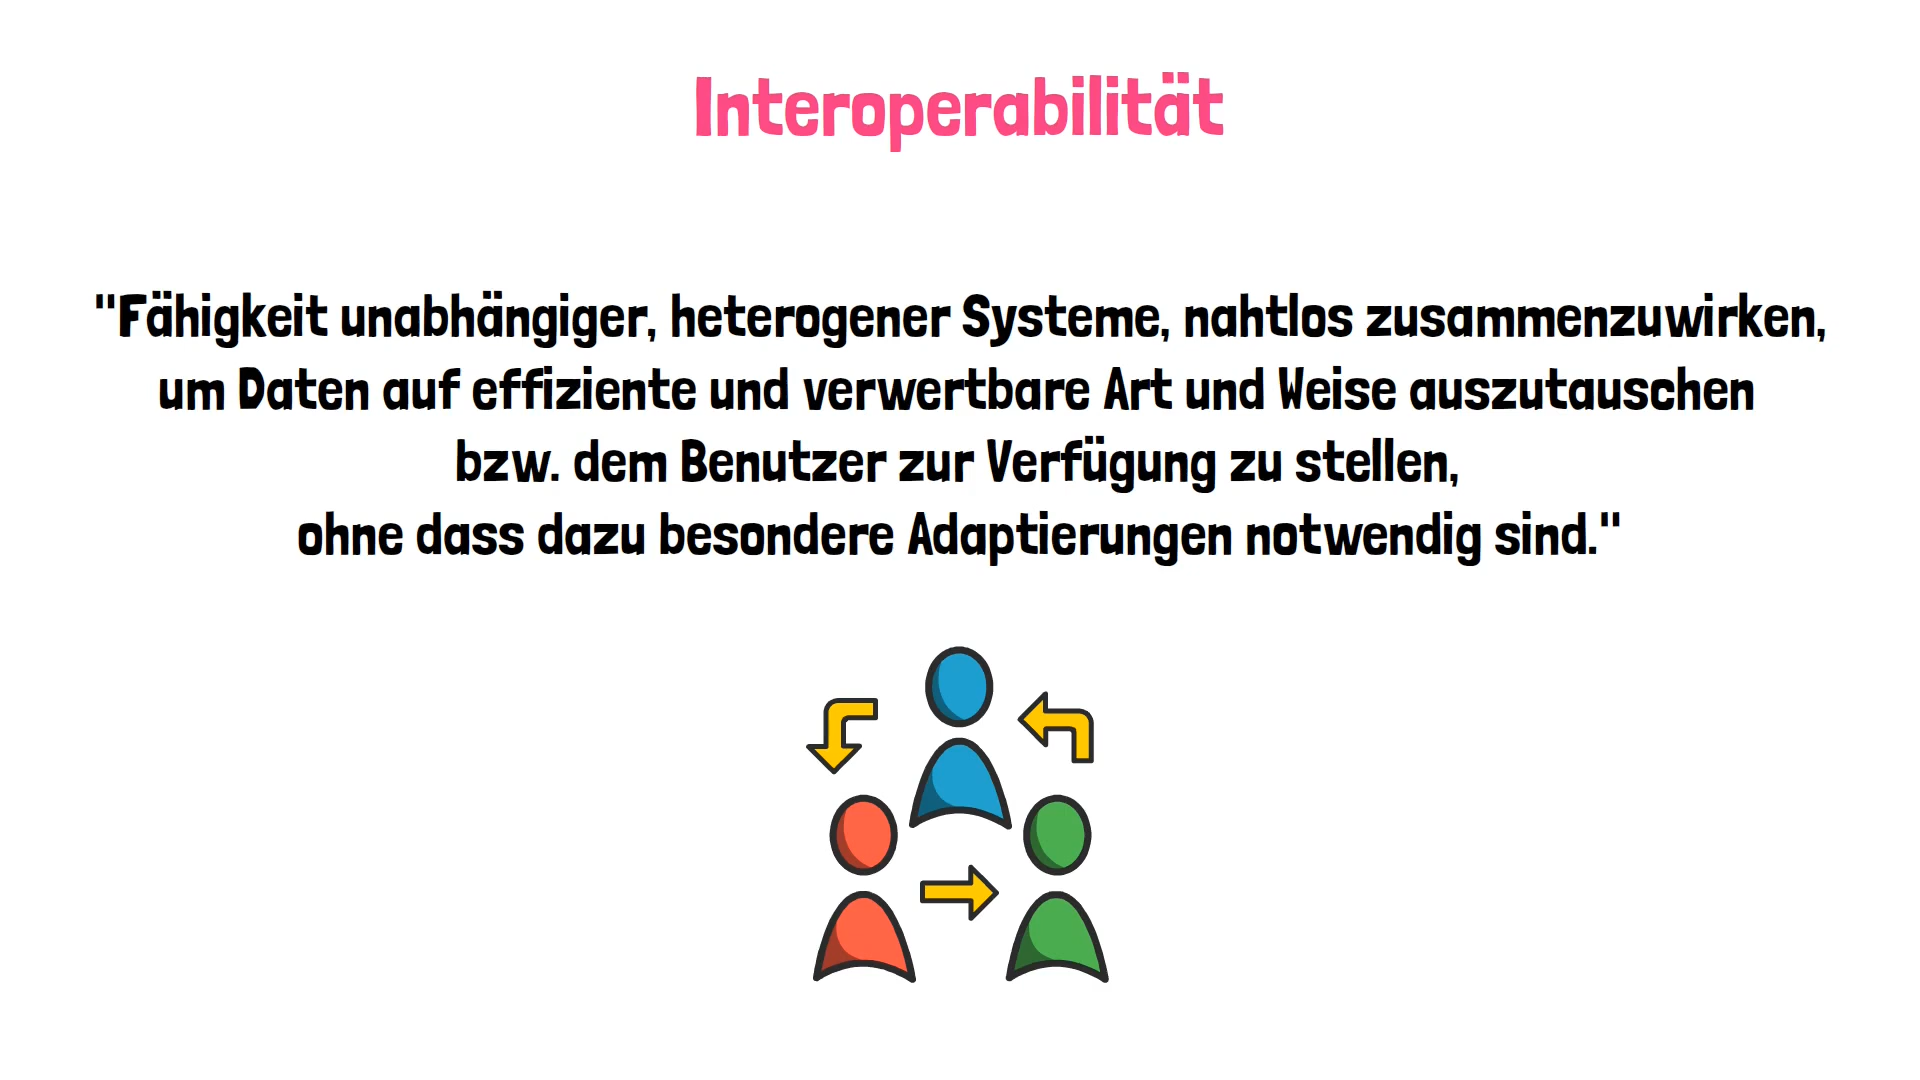 Interoperabilität
"Fähigkeit unabhängiger, heterogener Systeme, nahtlos zusammenzuwirken,
um Daten auf effiziente und verwertbare Art und Weise auszutauschen
bzw. dem Benutzer zur Verfügung zu stellen,
ohne dass dazu besondere Adaptierungen notwendig sind."